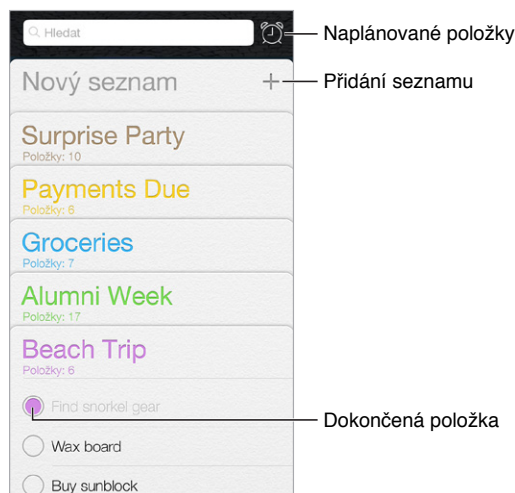 Hledat
Naplánované položky
Nový seznam
Přidání seznamu
Surprise Party
Položky: 10
Payments Due
Položky: 6
Groceries
Položky: 7
Alumni Week
Položky: 17
Beach Trip
Položky: 6
Find snorkel gear
Dokončená položka
Wax board
Buy sunblock